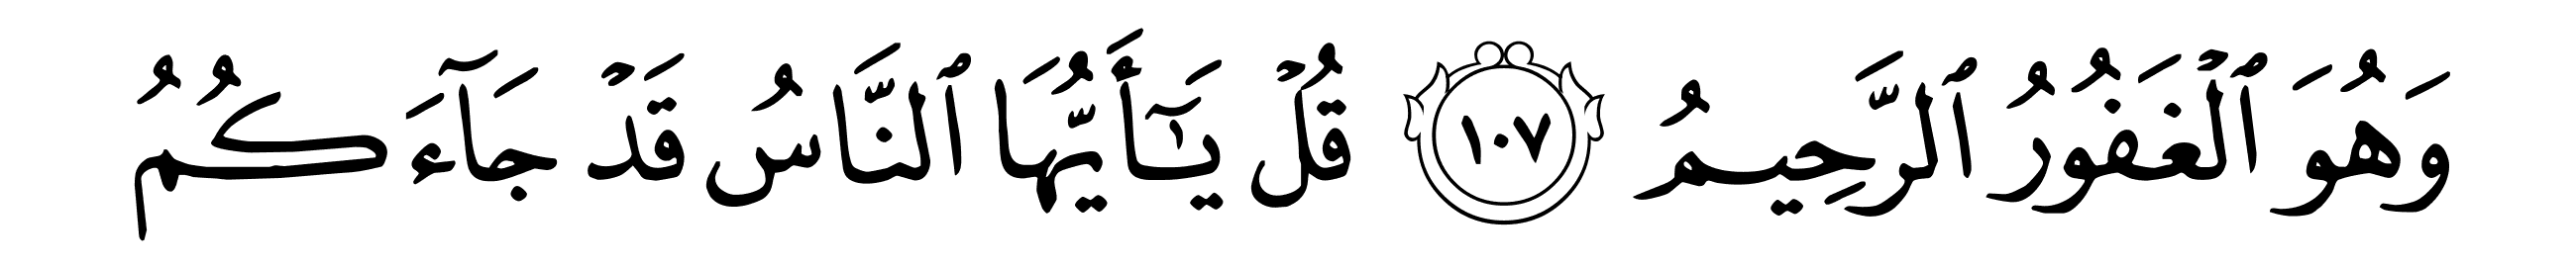 وَهُوَ ٱلْغَفُورُ ٱلرَّحِيمُ ١٠٧ قُلْ يَـٰٓأَيُّهَا ٱلنَّاسُ قَدْ جَآءَكُمُ